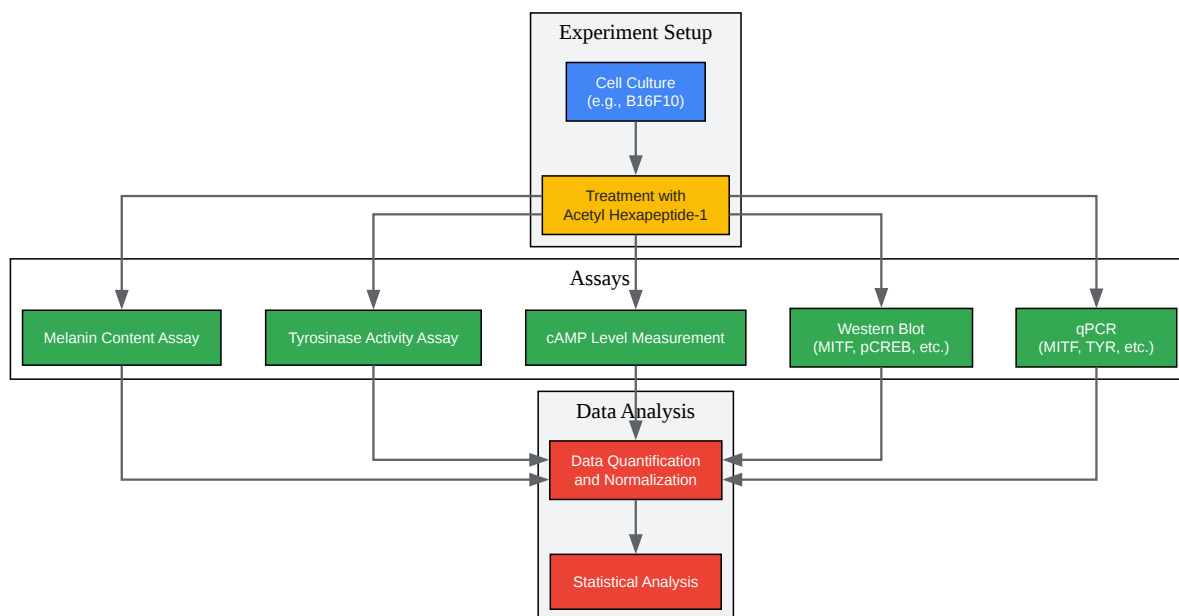 Experiment Setup
Cell Culture
(e.g., B16F10)
Treatment with
Acetyl Hexapeptide-1
Assays
Melanin Content Assay
Tyrosinase Activity Assay
cAMP Level Measurement
Western Blot
(MITF, pCREB, etc.)
qPCR
(MITF, TYR, etc.)
Data Analysis
Data Quantification
and Normalization
Statistical Analysis